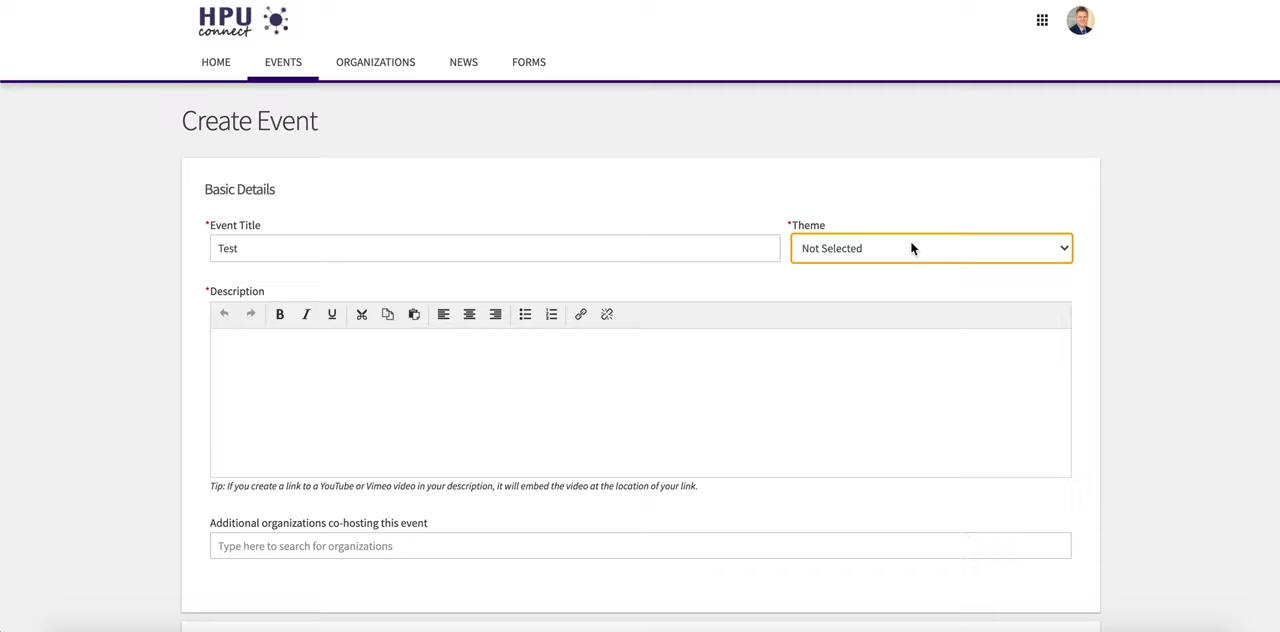 HPU
connect
HOME EVENTS ORGANIZATIONS NEWS FORMS
Create Event
Basic Details
*Event Title *Theme
Test Not Selected
*Description
B I U
Tip: If you create a link to a YouTube or Vimeo video in your description, it will embed the video at the location of your link.
Additional organizations co-hosting this event
Type here to search for organizations